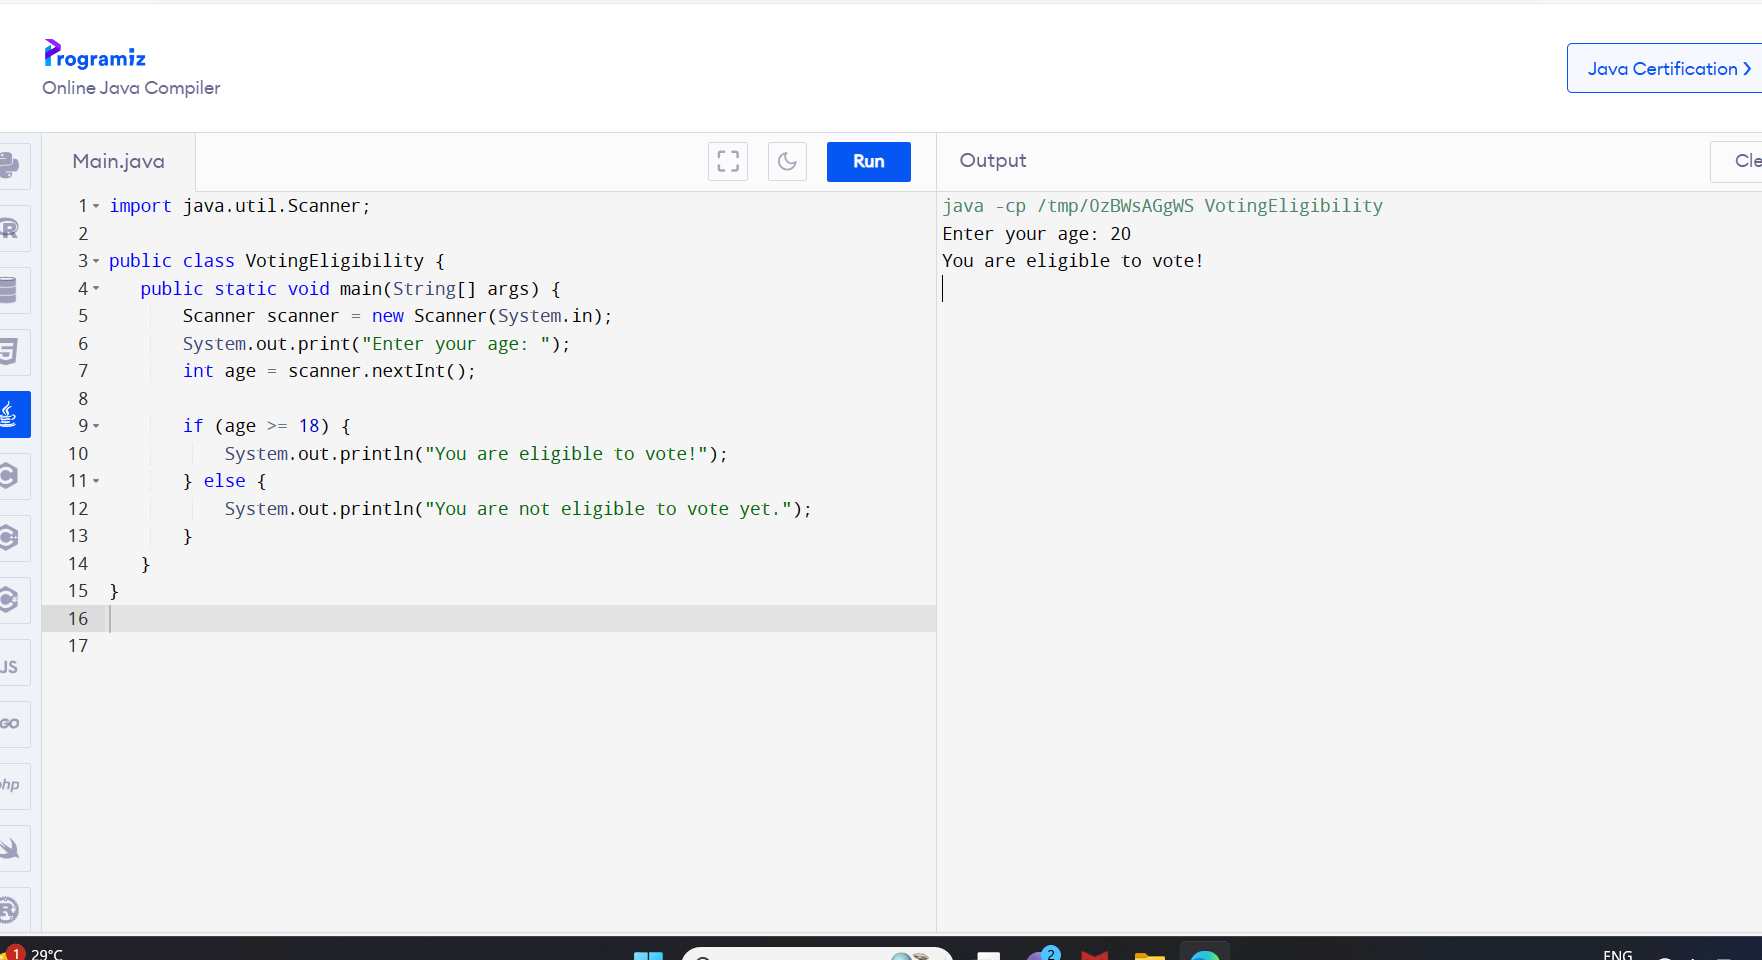 Programiz
Online Java Compiler
Java Certification
Main.java
Run
Output
Cle
1 import java.util.Scanner;
2
3 public class VotingEligibility {
4 public static void main(String[] args) {
5 Scanner scanner = new Scanner(System.in);
6 System.out.print("Enter your age: ");
7 int age = scanner.nextInt();
8
9 if (age >= 18) {
10 System.out.println("You are eligible to vote!");
11 } else {
12 System.out.println("You are not eligible to vote yet.");
13 }
14 }
15 }
16
17
java -cp /tmp/0zBWsAGgWS VotingEligibility
Enter your age: 20
You are eligible to vote!
R
5
C
JS
GO
php
R
1
29°C
2
ENG